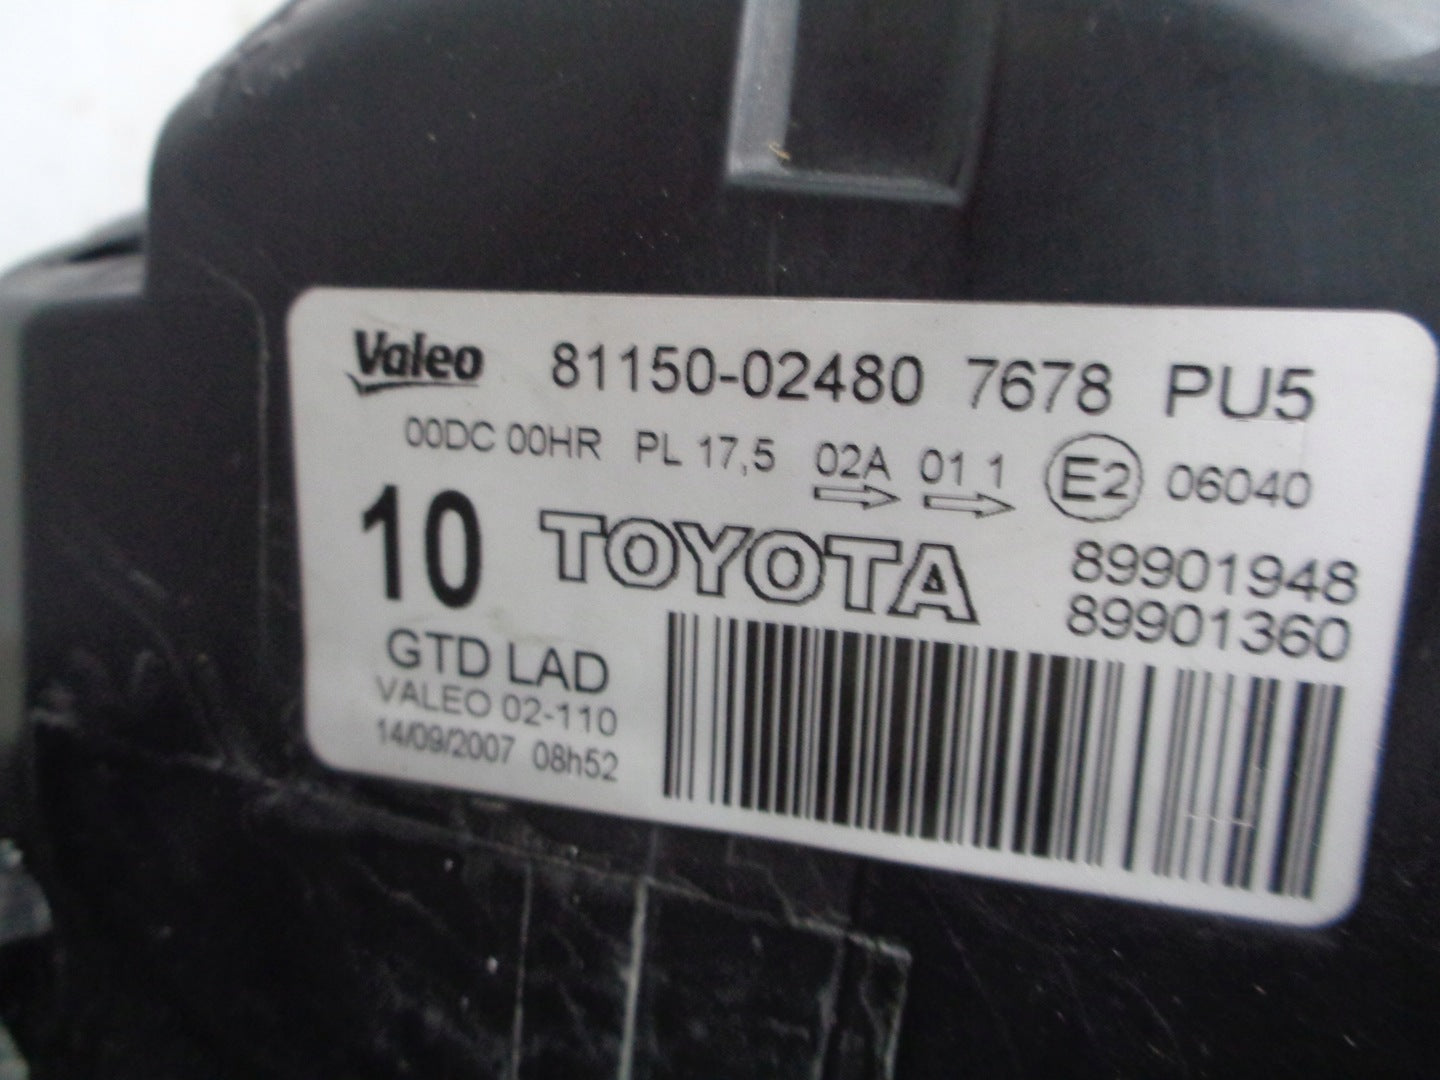 Valeo 81150-02480 7678 PU5
00DC 00HR PL 17,5 02A 01 1 E2 06040
10 TOYOTA 89901948
89901360
GTD LAD
VALEO 02-110
14/09/2007 08h52